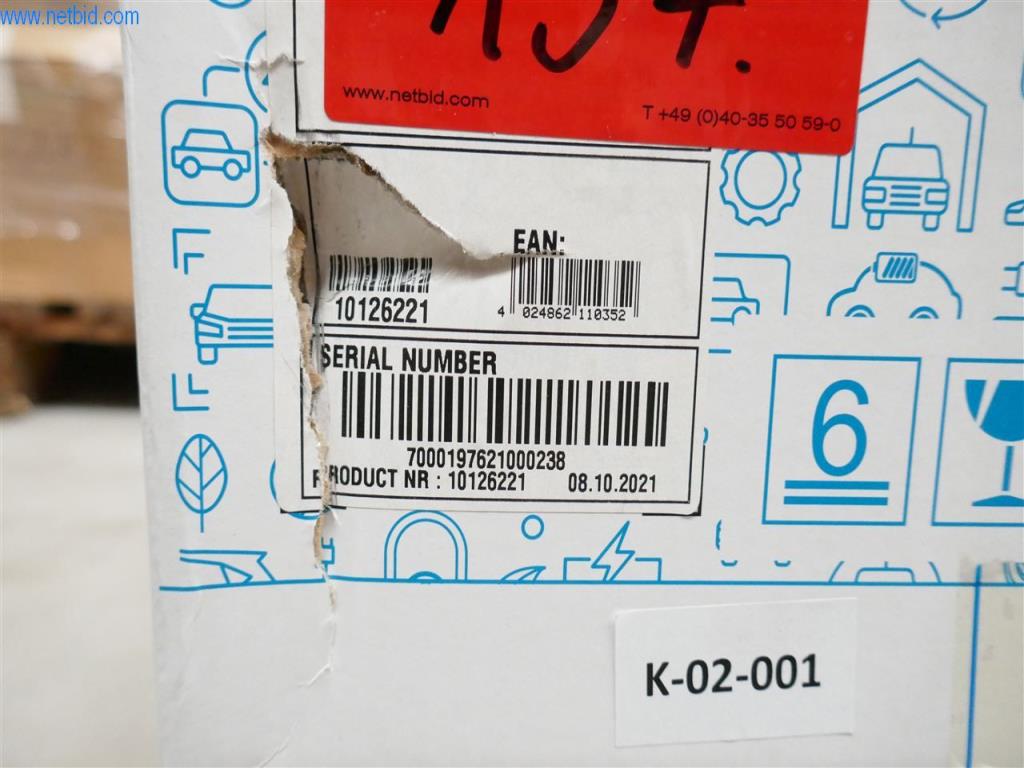 www.netbid.com
www.netbid.com
T +49 (0)40-35 50 59-0
EAN:
10126221
4 024862 110352
SERIAL NUMBER
7000197621000238
PRODUCT NR : 10126221 08.10.2021
6
K-02-001